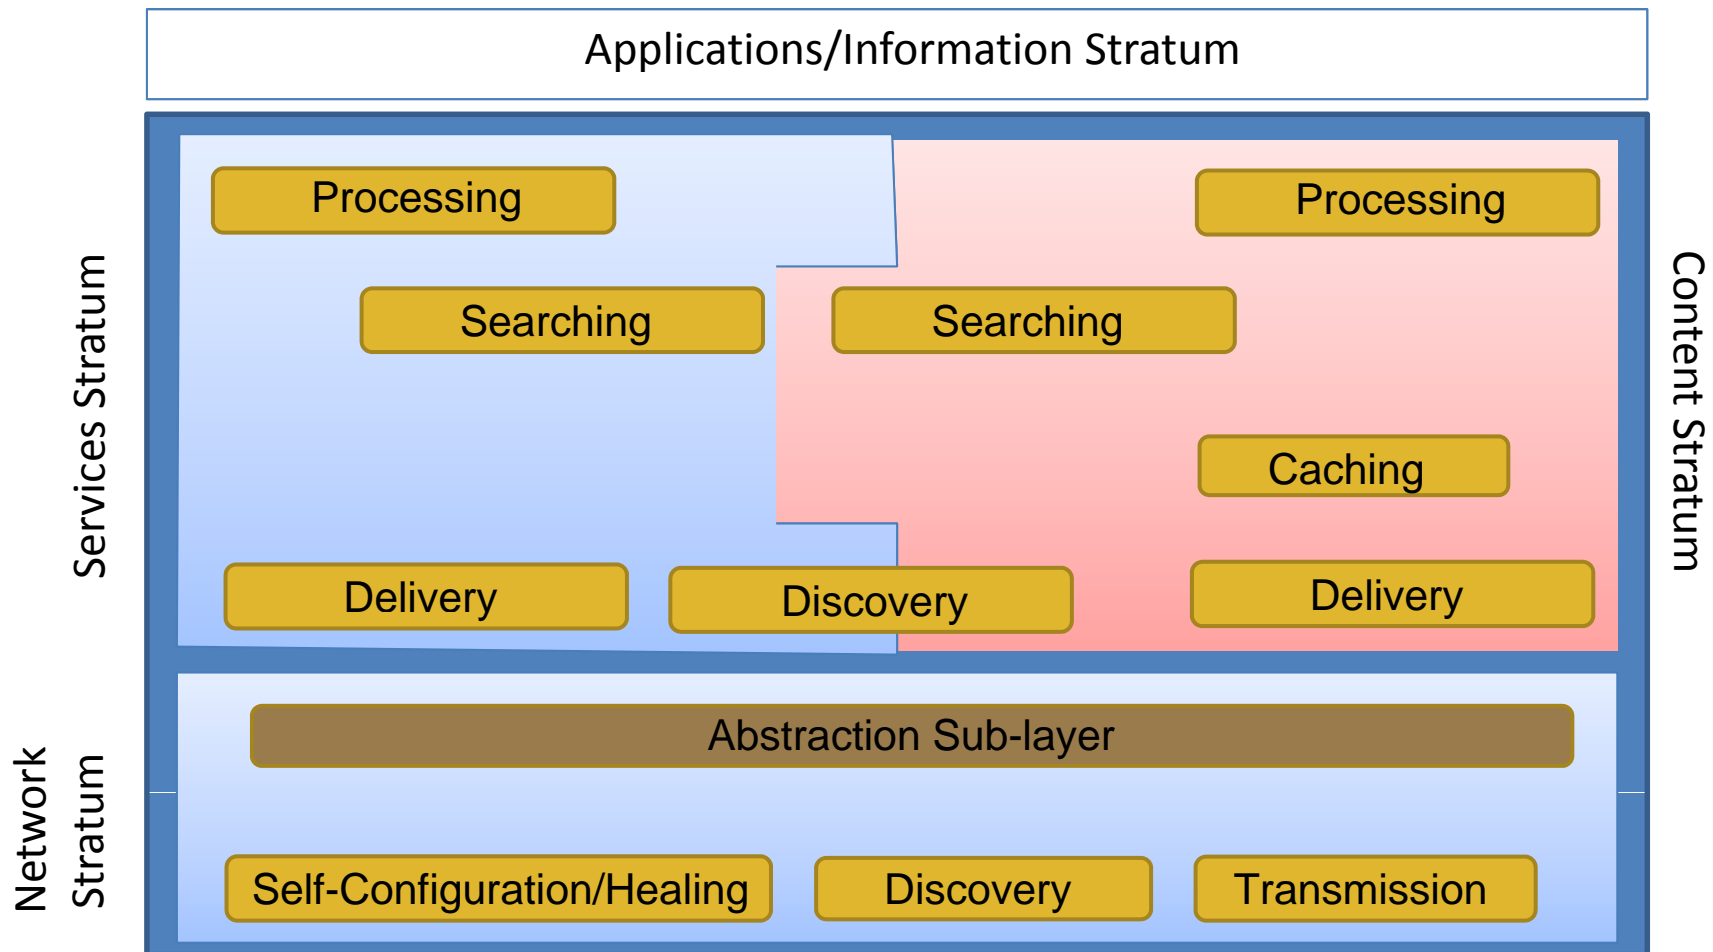 Applications/Information Stratum
Processing
Processing
Services Stratum
Content Stratum
Searching
Searching
Caching
Delivery
Discovery
Delivery
Network
Stratum
Abstraction Sub-layer
Self-Configuration/Healing
Discovery
Transmission